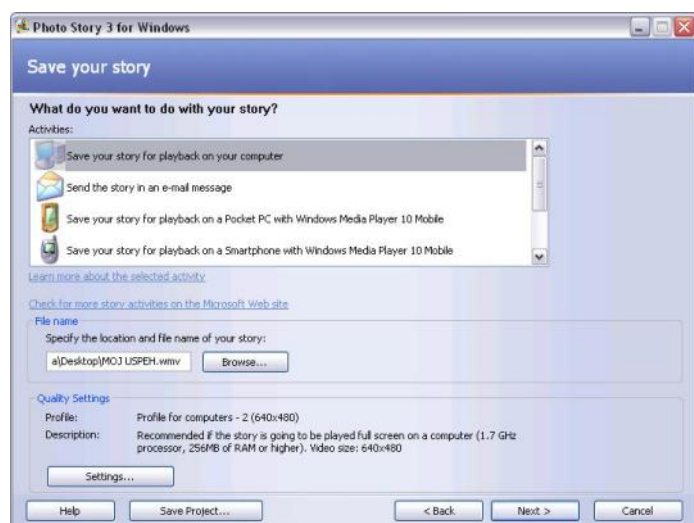 Photo Story 3 for Windows
Save your story
What do you want to do with your story?
Activities:
Save your story for playback on your computer
Send the story in an e-mail message
Save your story for playback on a Pocket PC with Windows Media Player 10 Mobile
Save your story for playback on a Smartphone with Windows Media Player 10 Mobile
Learn more about the selected activity
Check for more story activities on the Microsoft Web site
File name
Specify the location and file name of your story:
a\Desktop\MOJ USPEH.wmv Browse...
Quality Settings
Profile: Profile for computers - 2 (640x480)
Description: Recommended if the story is going to be played full screen on a computer (1.7 GHz
processor, 256MB of RAM or higher). Video size: 640x480
Settings...
Help Save Project... < Back Next > Cancel